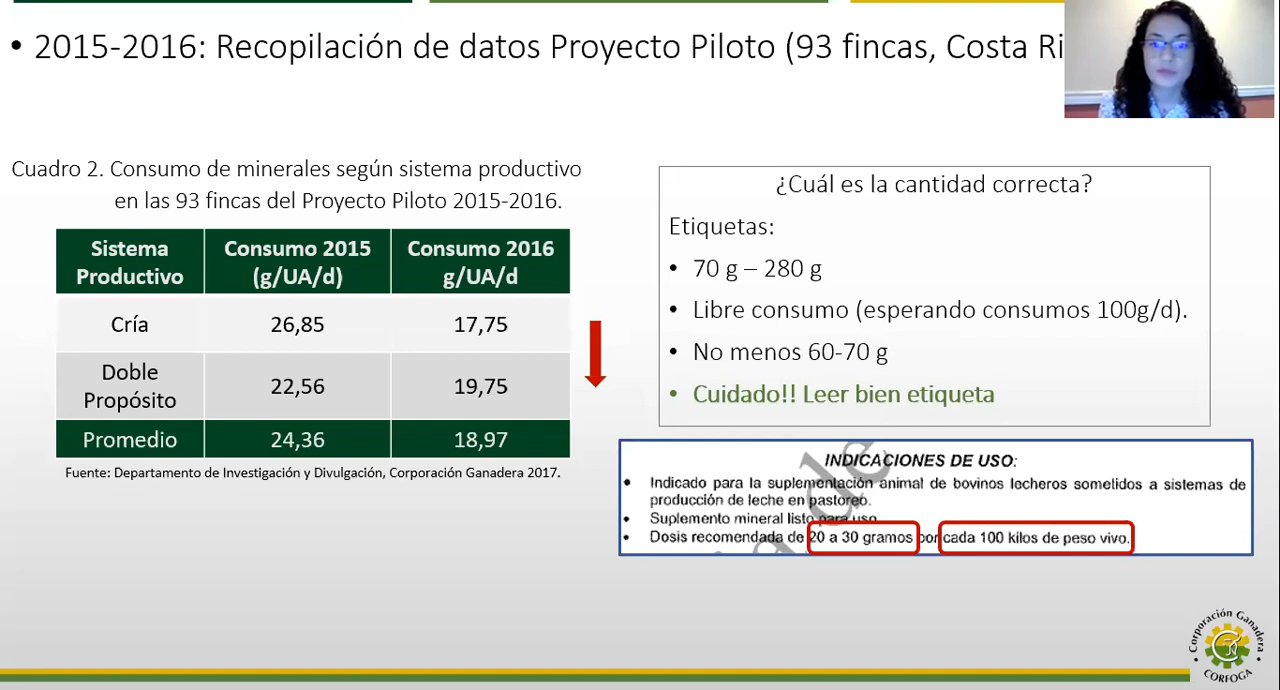 • 2015-2016: Recopilación de datos Proyecto Piloto (93 fincas, Costa Ri
Cuadro 2. Consumo de minerales según sistema productivo
en las 93 fincas del Proyecto Piloto 2015-2016.
Sistema Productivo Consumo 2015 (g/UA/d) Consumo 2016 g/UA/d
Cría 26,85 17,75
Doble Propósito 22,56 19,75
Promedio 24,36 18,97
Fuente: Departamento de Investigación y Divulgación, Corporación Ganadera 2017.
¿Cuál es la cantidad correcta?
Etiquetas:
• 70 g – 280 g
• Libre consumo (esperando consumos 100g/d).
• No menos 60-70 g
• Cuidado!! Leer bien etiqueta
INDICACIONES DE USO:
• Indicado para la suplementación animal de bovinos lecheros sometidos a sistemas de
producción de leche en pastoreo.
• Suplemento mineral listo para uso.
• Dosis recomendada de 20 a 30 gramos por cada 100 kilos de peso vivo.
Corporación Ganadera
CORFOGA